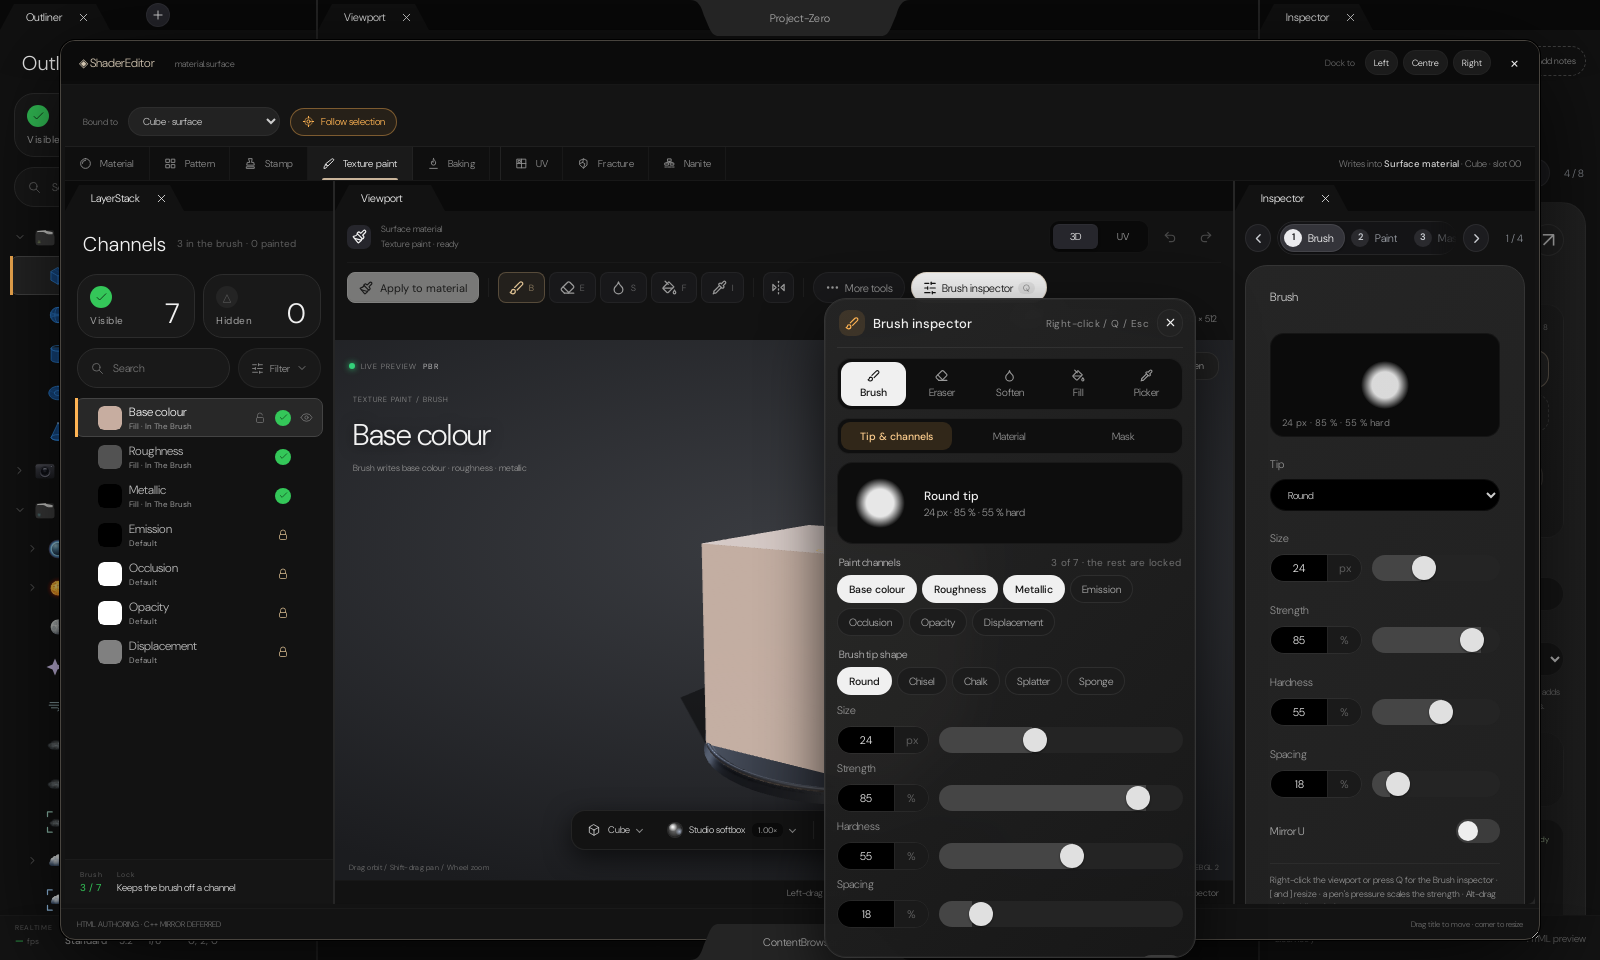 Outliner
Viewport
Project-Zero
Inspector
ShaderEditor
material.surface
Dock to
Left
Centre
Right
Bound to
Cube · surface
Follow selection
Material
Pattern
Stamp
Texture paint
Baking
UV
Fracture
Nanite
Writes into Surface material · Cube · slot 00
LayerStack
Viewport
Inspector
Channels
3 in the brush · 0 painted
Visible
7
Hidden
0
Search
Filter
Base colour
Fill · In The Brush
Roughness
Fill · In The Brush
Metallic
Fill · In The Brush
Emission
Default
Occlusion
Default
Opacity
Default
Displacement
Default
Brush
3 / 7
Lock
Keeps the brush off a channel
Surface material
Texture paint · ready
3D
UV
Apply to material
B
E
S
F
I
More tools
Brush inspector
Q
× 512
LIVE PREVIEW PBR
TEXTURE PAINT / BRUSH
Base colour
Brush writes base colour · roughness · metallic
Cube
Studio softbox
1.00×
Drag orbit / Shift-drag pan / Wheel zoom
Left-drag
Brush inspector
Right-click / Q / Esc
Brush
Eraser
Soften
Fill
Picker
Tip & channels
Material
Mask
Round tip
24 px · 85 % · 55 % hard
Paint channels
3 of 7 · the rest are locked
Base colour
Roughness
Metallic
Emission
Occlusion
Opacity
Displacement
Brush tip shape
Round
Chisel
Chalk
Splatter
Sponge
Size
24
px
Strength
85
%
Hardness
55
%
Spacing
18
%
1
Brush
2
Paint
3
Ma
1 / 4
Brush
24 px · 85 % · 55 % hard
Tip
Round
Size
24
px
Strength
85
%
Hardness
55
%
Spacing
18
%
Mirror U
Right-click the viewport or press Q for the Brush inspector ·
[ and ] resize · a pen's pressure scales the strength · Alt-drag
HTML AUTHORING · C++ MIRROR DEFERRED
Drag title to move · corner to resize
4 / 8
REALTIME
fps